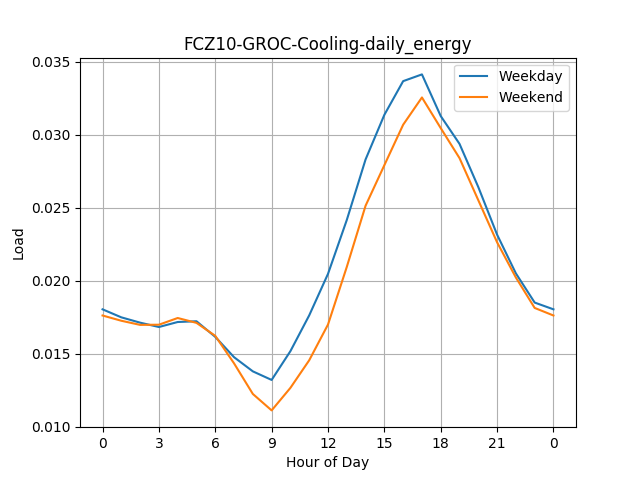 FCZ10-GROC-Cooling-daily_energy
Weekday
Weekend
0.035
0.030
0.025
0.020
0.015
0.010
Load
0 3 6 9 12 15 18 21 0
Hour of Day